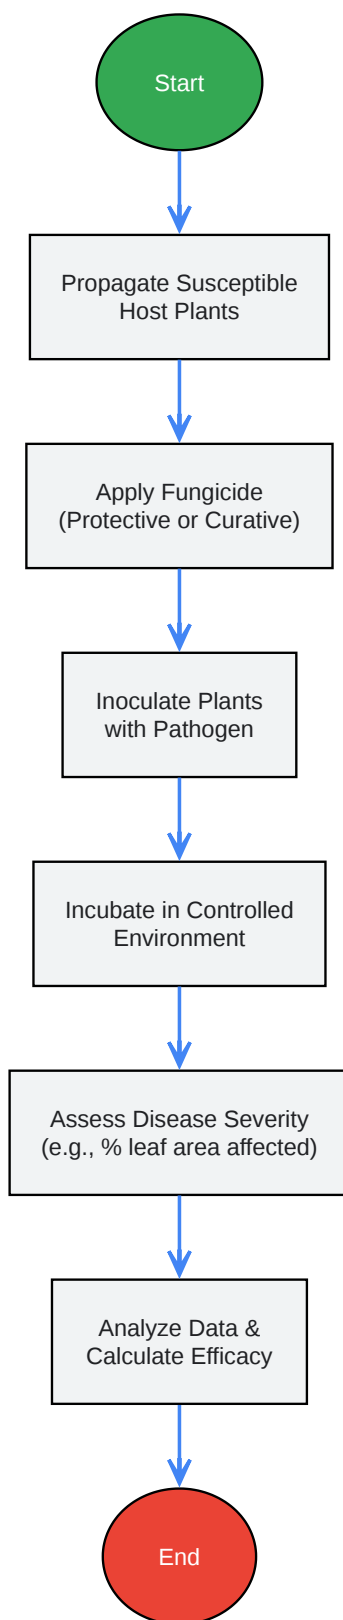 Start
Propagate Susceptible
Host Plants
Apply Fungicide
(Protective or Curative)
Inoculate Plants
with Pathogen
Incubate in Controlled
Environment
Assess Disease Severity
(e.g., % leaf area affected)
Analyze Data &
Calculate Efficacy
End